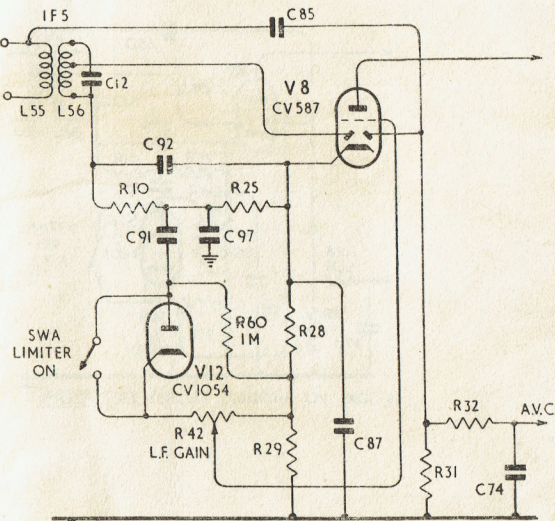 IF5
C85
L55
L56
C12
V8
CV587
C92
R10
R25
C91
C97
SWA
LIMITER
ON
V12
CV1054
R60
1M
R28
R42
L.F. GAIN
R29
C87
R32
A.V.C
R31
C74